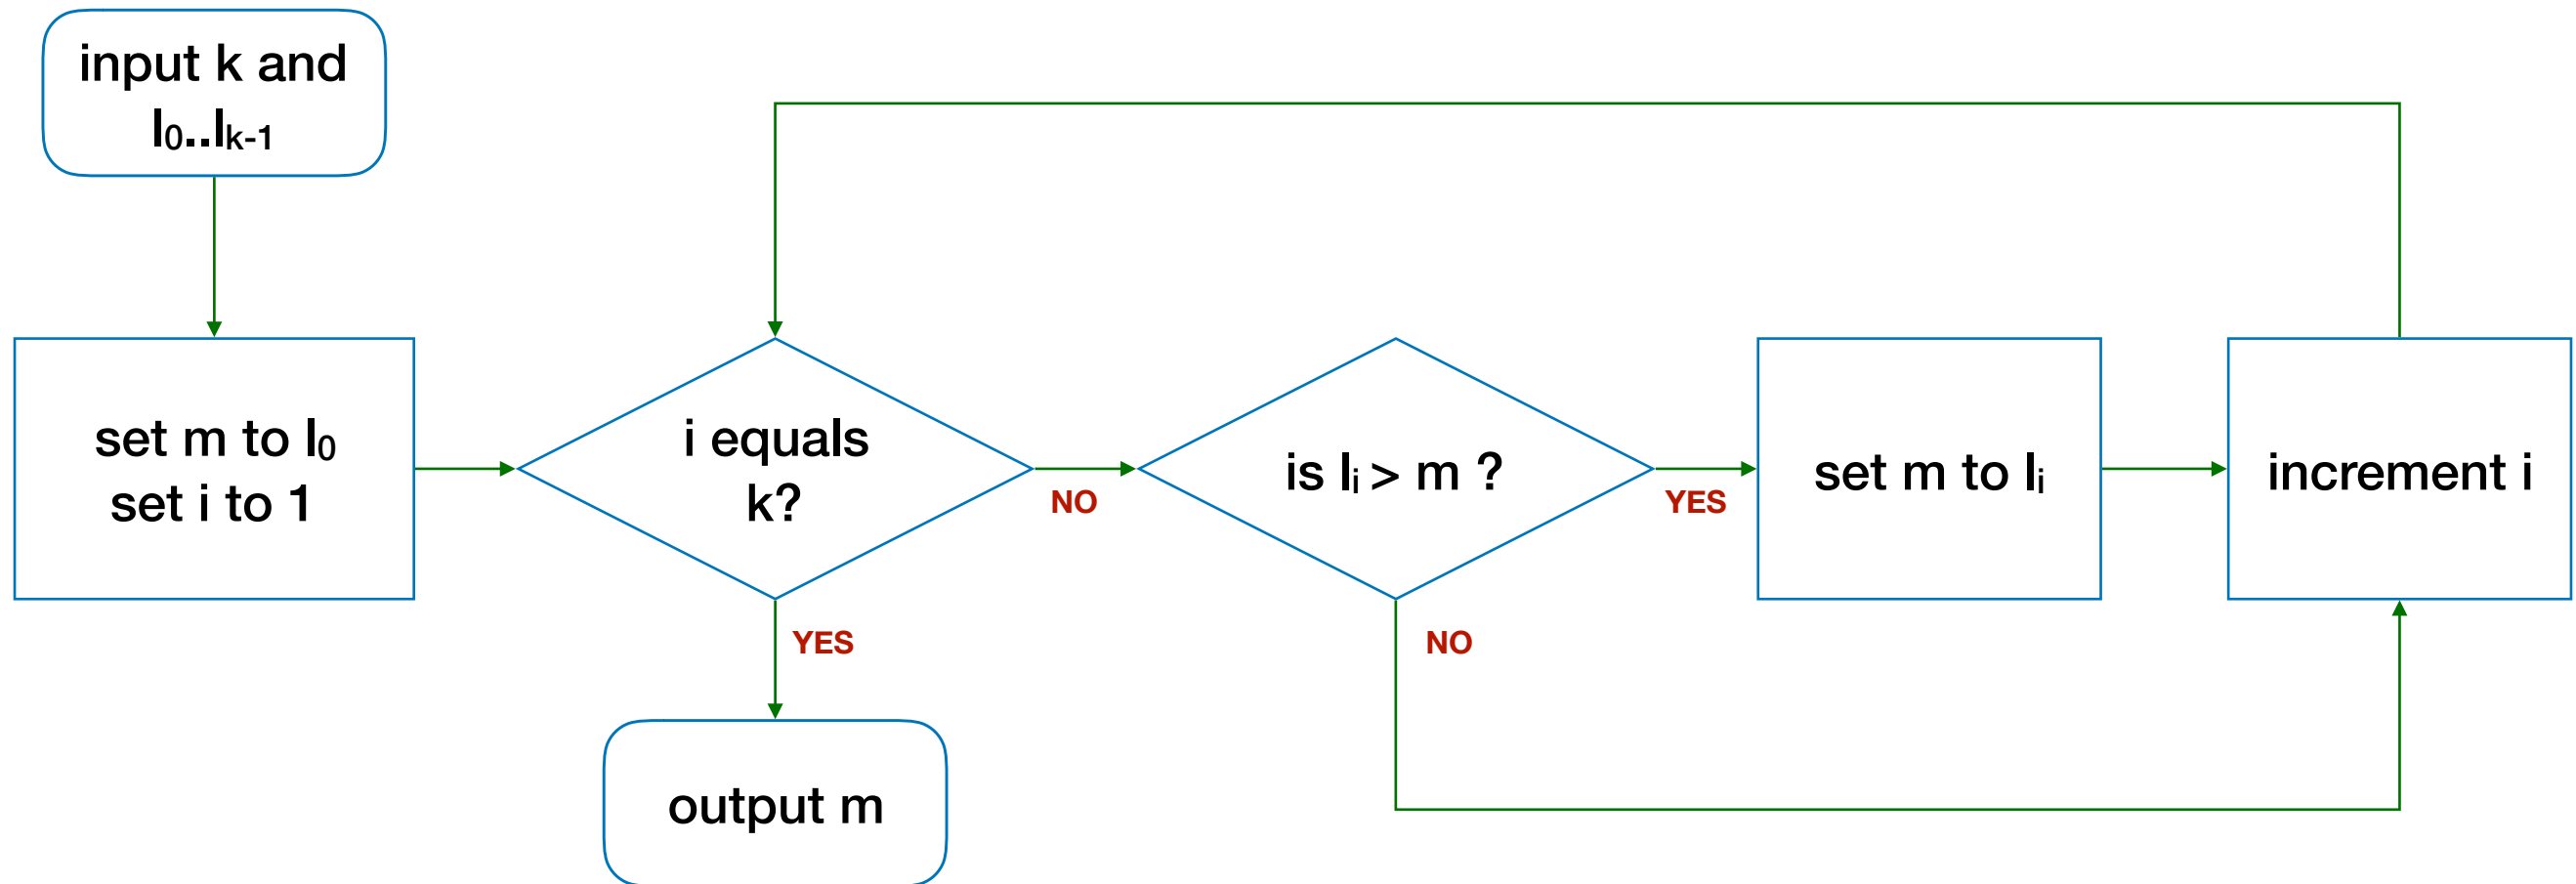 input k and
l₀..lₖ₋₁
set m to l₀
set i to 1
i equals
k?
NO
YES
is lᵢ > m ?
YES
NO
set m to lᵢ
increment i
output m